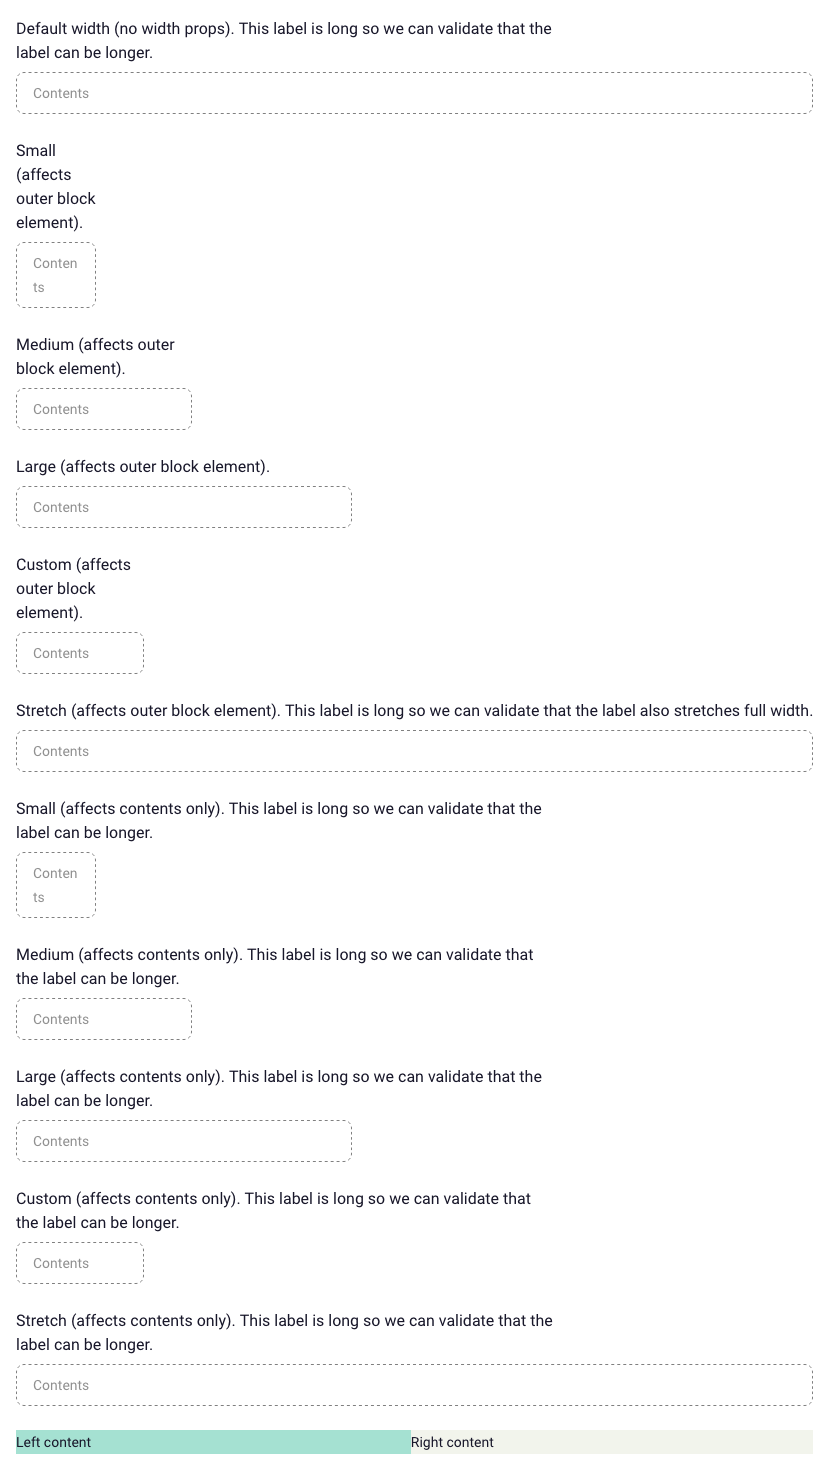 Default width (no width props). This label is long so we can validate that the
label can be longer.
Contents
Small
(affects
outer block
element).
Conten
ts
Medium (affects outer
block element).
Contents
Large (affects outer block element).
Contents
Custom (affects
outer block
element).
Contents
Stretch (affects outer block element). This label is long so we can validate that the label also stretches full width.
Contents
Small (affects contents only). This label is long so we can validate that the
label can be longer.
Conten
ts
Medium (affects contents only). This label is long so we can validate that
the label can be longer.
Contents
Large (affects contents only). This label is long so we can validate that the
label can be longer.
Contents
Custom (affects contents only). This label is long so we can validate that
the label can be longer.
Contents
Stretch (affects contents only). This label is long so we can validate that the
label can be longer.
Contents
Left content Right content